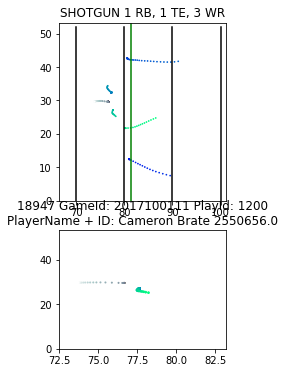 SHOTGUN 1 RB, 1 TE, 3 WR
50
40
30
20
10
0
70 80 90 100
18947 GameId: 2017100111 PlayId: 1200
PlayerName + ID: Cameron Brate 2550656.0
40
20
0
72.5 75.0 77.5 80.0 82.5